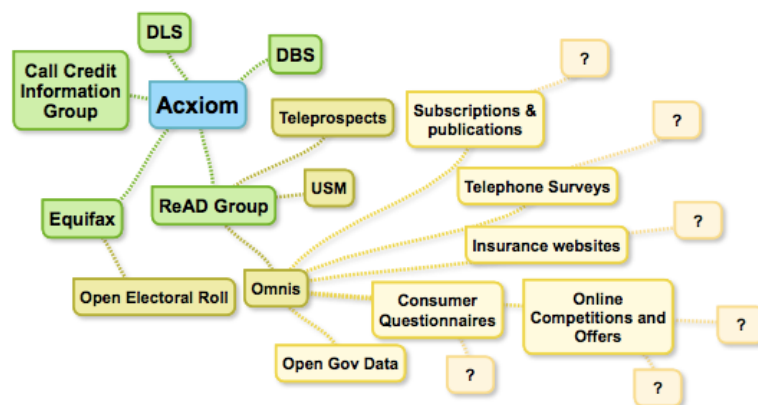 DLS
DBS
Call Credit
Information
Group
Acxiom
?
Subscriptions &
publications
Teleprospects
?
Telephone Surveys
USM
ReAD Group
Equifax
Insurance websites
?
Open Electoral Roll
Omnis
Consumer
Questionnaires
Online
Competitions and
Offers
?
Open Gov Data
?
?